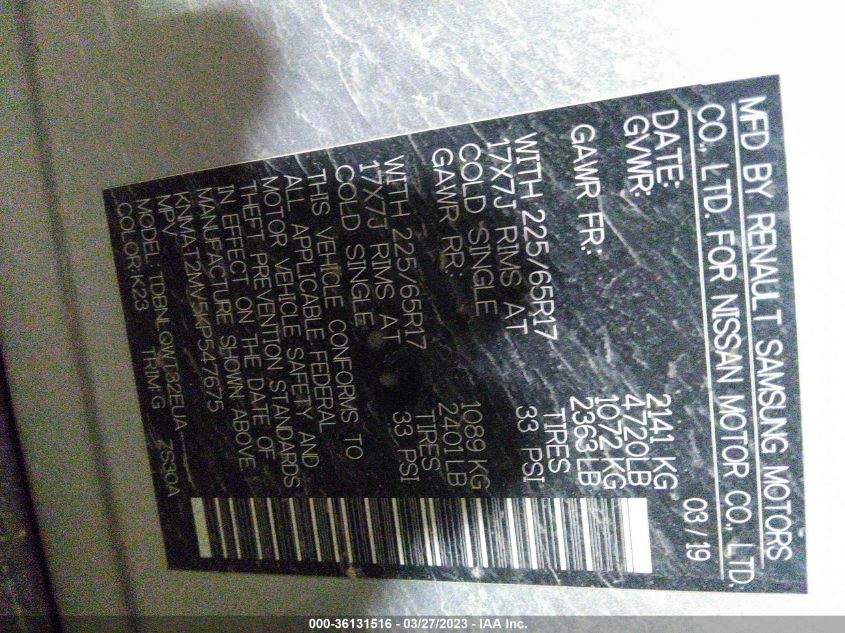 MFD BY RENAULT SAMSUNG MOTORS
CO., LTD. FOR NISSAN MOTOR CO., LTD.
DATE: 03/19
GVWR: 2141 KG
4720LB
GAWR FR: 1072 KG
2363LB
WITH 225/65R17 TIRES
17X7J RIMS AT 33 PSI
COLD SINGLE
GAWR RR: 1089 KG
2401LB
WITH 225/65R17 TIRES
17X7J RIMS AT 33 PSI
COLD SINGLE
THIS VEHICLE CONFORMS TO
ALL APPLICABLE FEDERAL
MOTOR VEHICLE SAFETY AND
THEFT PREVENTION STANDARDS
IN EFFECT ON THE DATE OF
MANUFACTURE SHOWN ABOVE
KNMAT2MV5KP547675
MPV
MODEL: TDBNLQWT32EUA
COLOR: K23 TRIM: G ZS30A
000-36131516 | 03/27/2023 - IAA Inc.